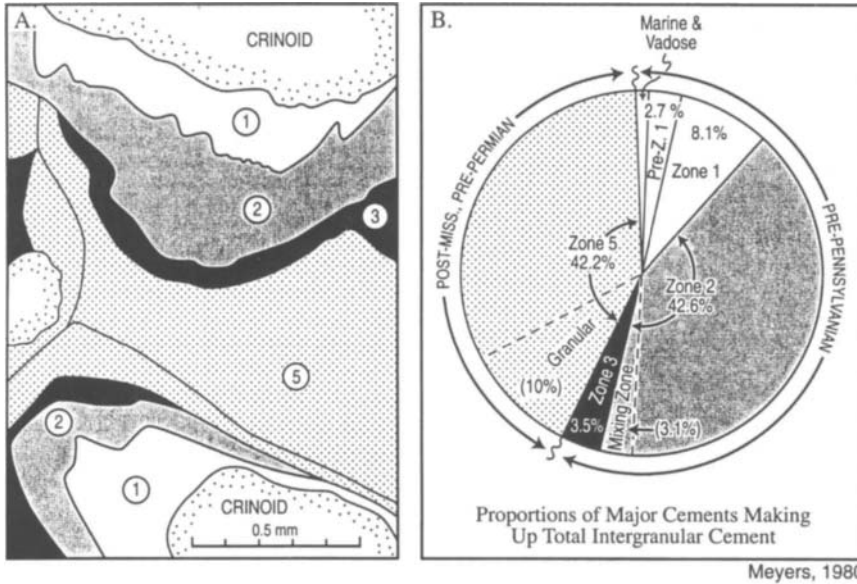 A.
CRINOID
1
2
3
5
2
1
CRINOID
0.5 mm
B.
Marine &
Vadose
POST-MISS., PRE-PERMIAN
PRE-PENNSYLVANIAN
2.7 %
Pre-Z. 1
8.1%
Zone 1
Zone 5
42.2%
Zone 2
42.6%
Granular
(10%)
Zone 3
3.5%
Mixing Zone
(3.1%)
Proportions of Major Cements Making
Up Total Intergranular Cement
Meyers, 1980